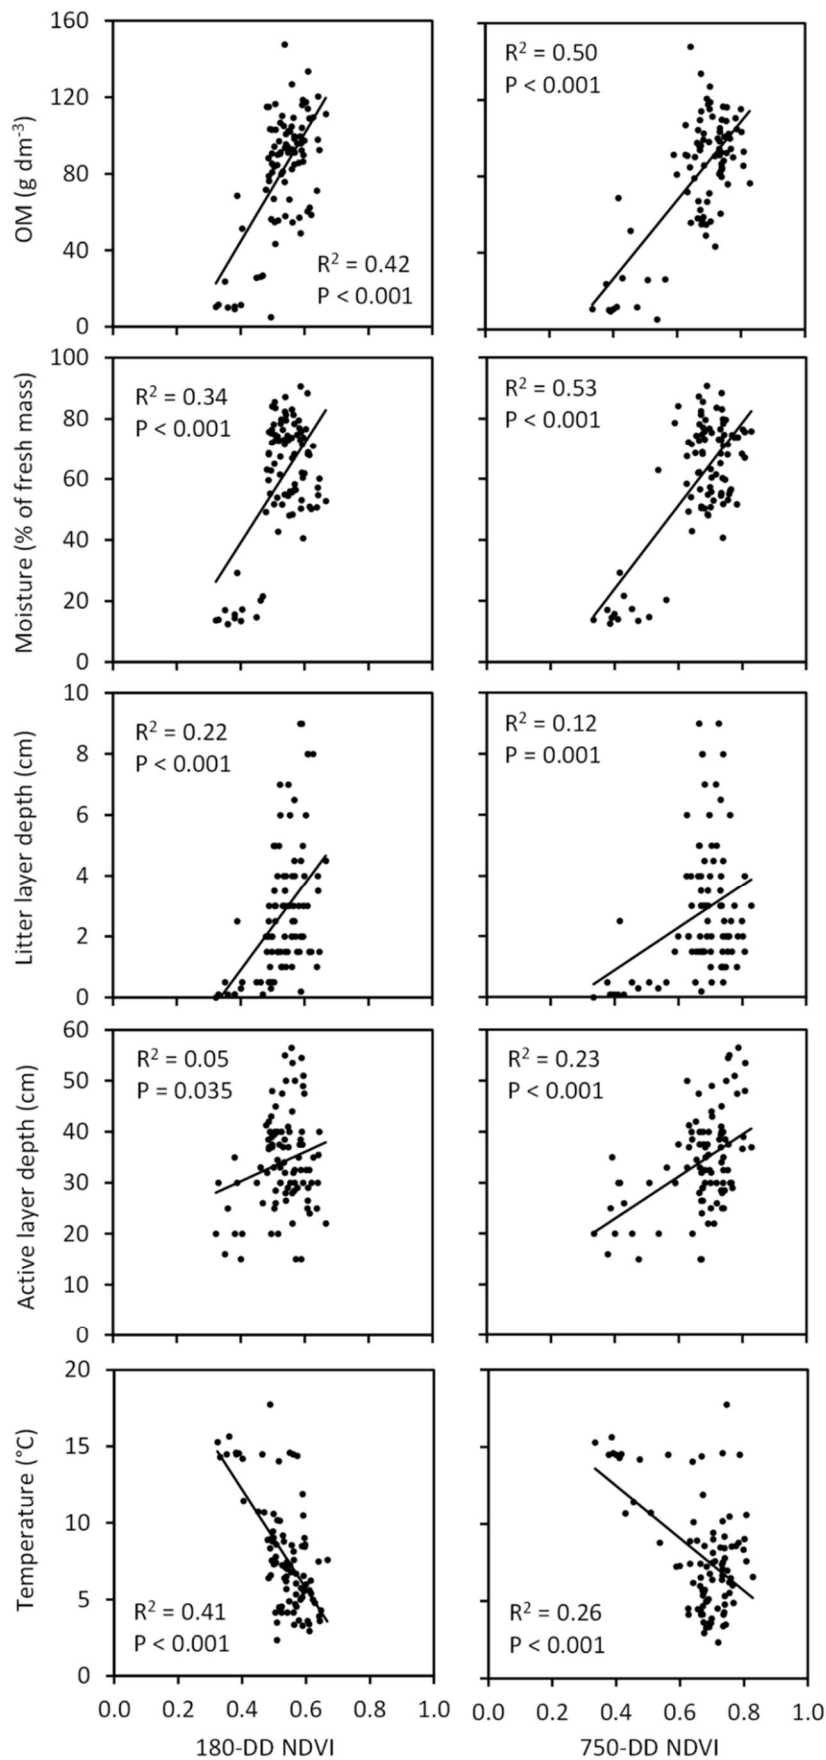 160
120
80
40
0
OM (g dm⁻³)
R² = 0.42
P < 0.001
R² = 0.50
P < 0.001
100
80
60
40
20
0
Moisture (% of fresh mass)
R² = 0.34
P < 0.001
R² = 0.53
P < 0.001
10
8
6
4
2
0
Litter layer depth (cm)
R² = 0.22
P < 0.001
R² = 0.12
P = 0.001
60
50
40
30
20
10
0
Active layer depth (cm)
R² = 0.05
P = 0.035
R² = 0.23
P < 0.001
20
15
10
5
0
Temperature (°C)
R² = 0.41
P < 0.001
R² = 0.26
P < 0.001
0.0 0.2 0.4 0.6 0.8 1.0 0.0 0.2 0.4 0.6 0.8 1.0
180-DD NDVI 750-DD NDVI